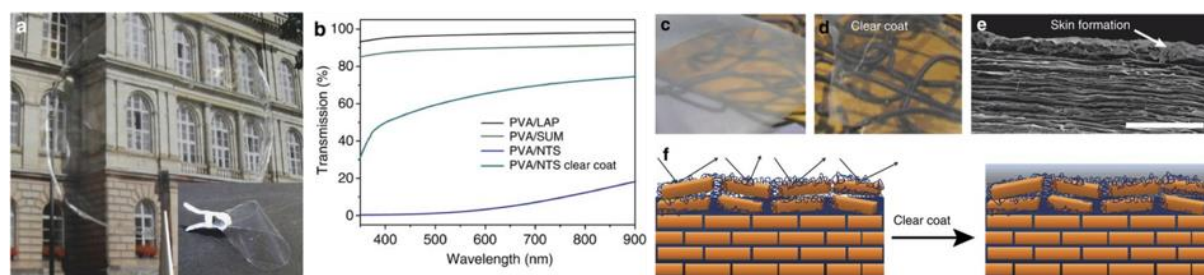 a
b
Transmission (%)
100
80
60
40
20
0
PVA/LAP
PVA/SUM
PVA/NTS
PVA/NTS clear coat
400
500
600
700
800
900
Wavelength (nm)
c
d
Clear coat
e
Skin formation
f
Clear coat